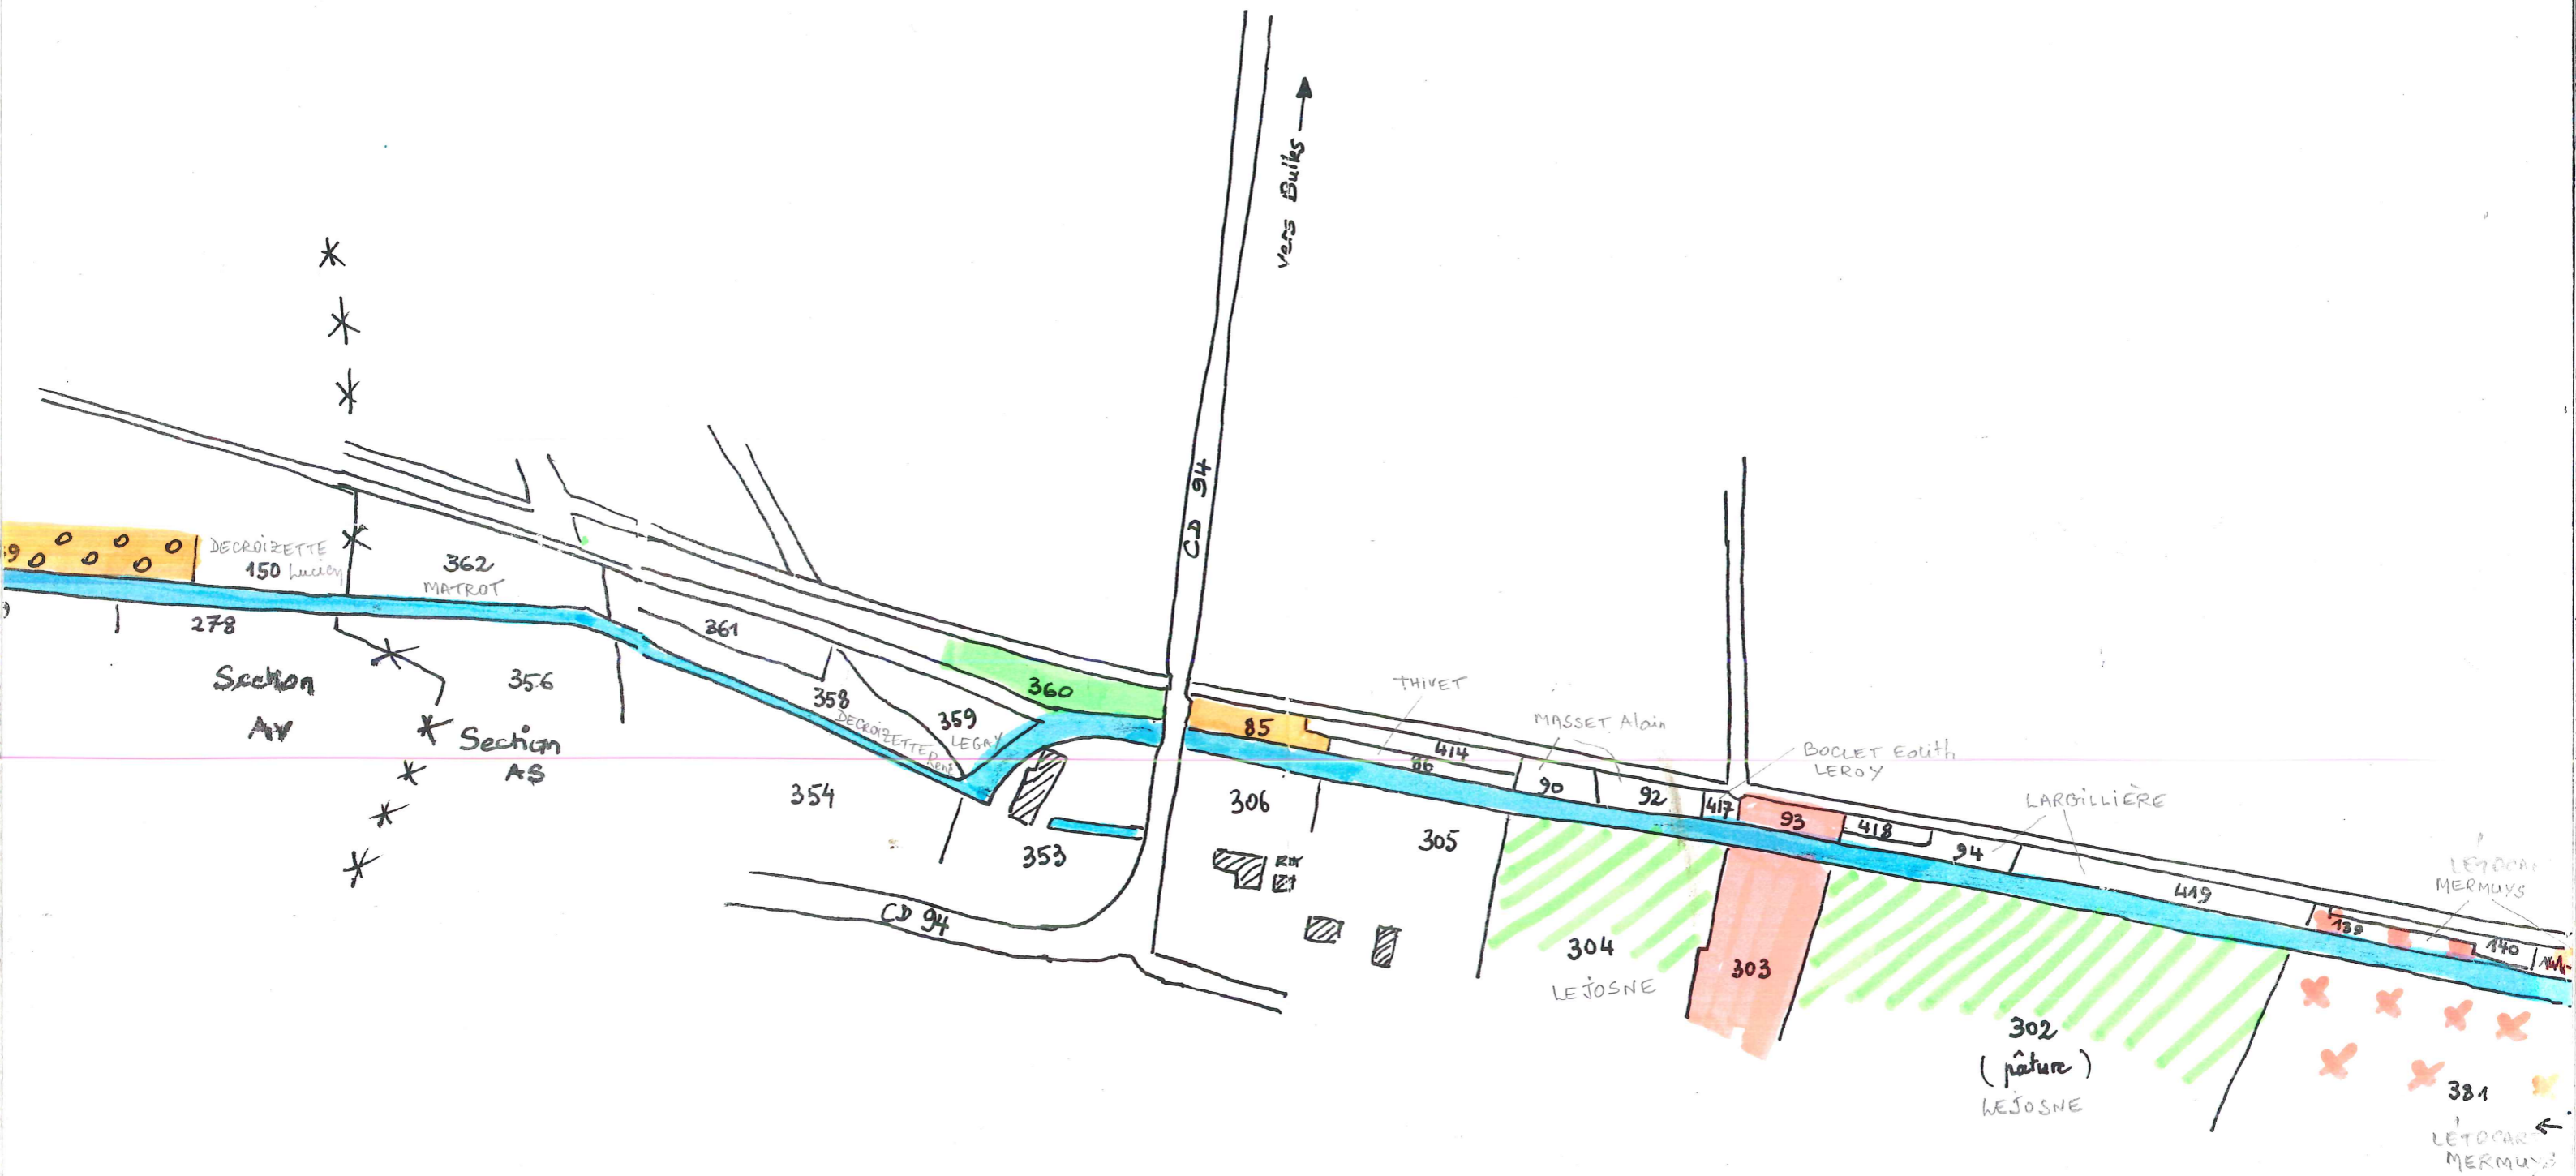 vers Bulles
CD 94
DECROIZETTE
150 Lucien
362
MATROT
278
Section
AV
356
Section
AS
361
358
DECROIZETTE René
359
LEGAY
360
354
353
CD 94
85
306
THIVET
414
86
305
MASSET Alain
90
92
417
BOCLET Edith
LEROY
93
418
LARGILLIÈRE
94
419
304
LEJOSNE
303
302
(pâture)
LEJOSNE
MERMUYS
139
140
381
MERMUYS